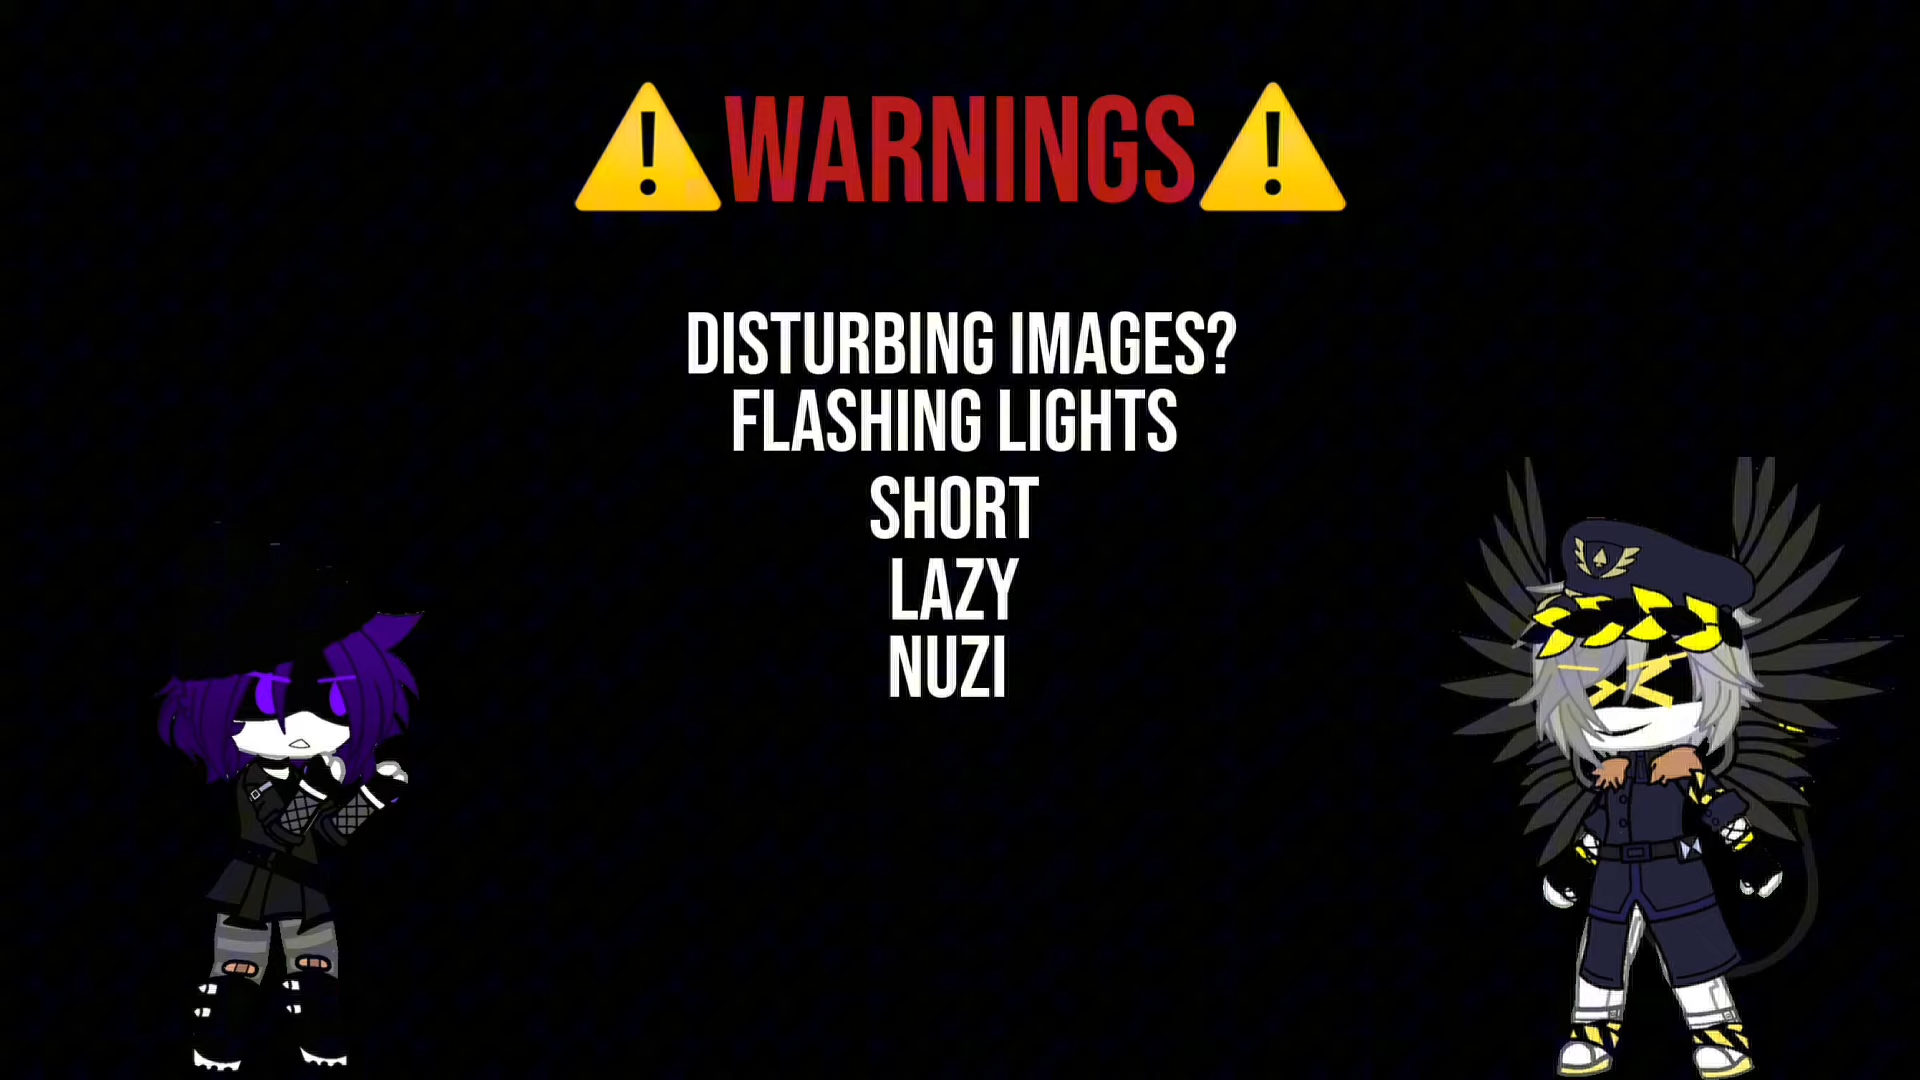 ⚠️WARNINGS⚠️
DISTURBING IMAGES?
FLASHING LIGHTS
SHORT
LAZY
NUZI